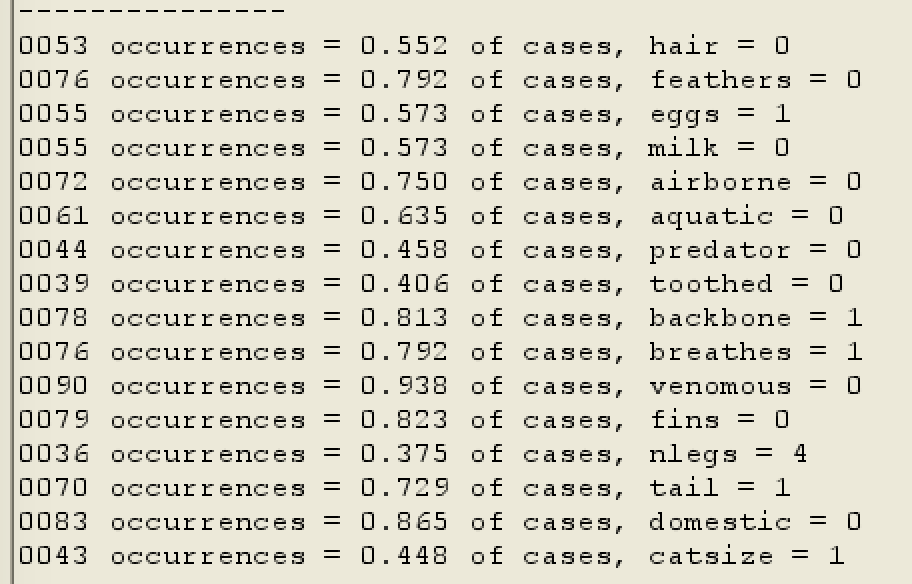 ---------------
0053 occurrences = 0.552 of cases, hair = 0
0076 occurrences = 0.792 of cases, feathers = 0
0055 occurrences = 0.573 of cases, eggs = 1
0055 occurrences = 0.573 of cases, milk = 0
0072 occurrences = 0.750 of cases, airborne = 0
0061 occurrences = 0.635 of cases, aquatic = 0
0044 occurrences = 0.458 of cases, predator = 0
0039 occurrences = 0.406 of cases, toothed = 0
0078 occurrences = 0.813 of cases, backbone = 1
0076 occurrences = 0.792 of cases, breathes = 1
0090 occurrences = 0.938 of cases, venomous = 0
0079 occurrences = 0.823 of cases, fins = 0
0036 occurrences = 0.375 of cases, nlegs = 4
0070 occurrences = 0.729 of cases, tail = 1
0083 occurrences = 0.865 of cases, domestic = 0
0043 occurrences = 0.448 of cases, catsize = 1